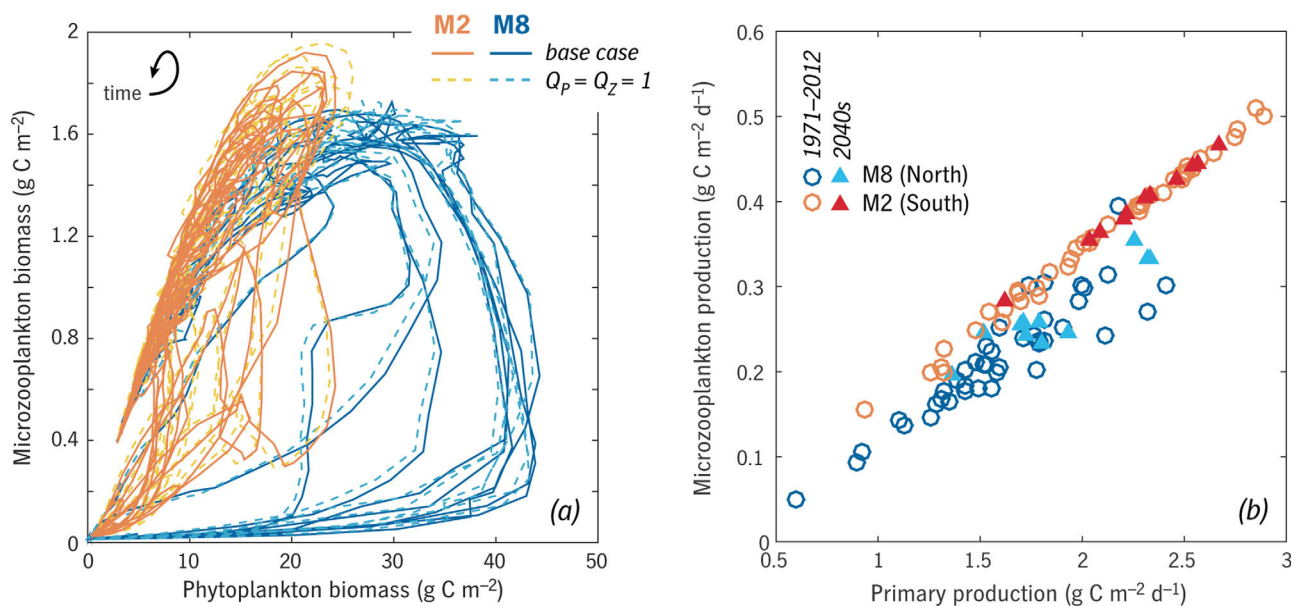 M2 M8
base case
Q_P = Q_Z = 1
time
2
1.6
1.2
0.8
0.4
0
0 10 20 30 40 50
Microzooplankton biomass (g C m⁻²)
Phytoplankton biomass (g C m⁻²)
(a)
0.6
0.5
0.4
0.3
0.2
0.1
0
0.5 1 1.5 2 2.5 3
Microzooplankton production (g C m⁻² d⁻¹)
Primary production (g C m⁻² d⁻¹)
1971–2012
2040s
M8 (North)
M2 (South)
(b)